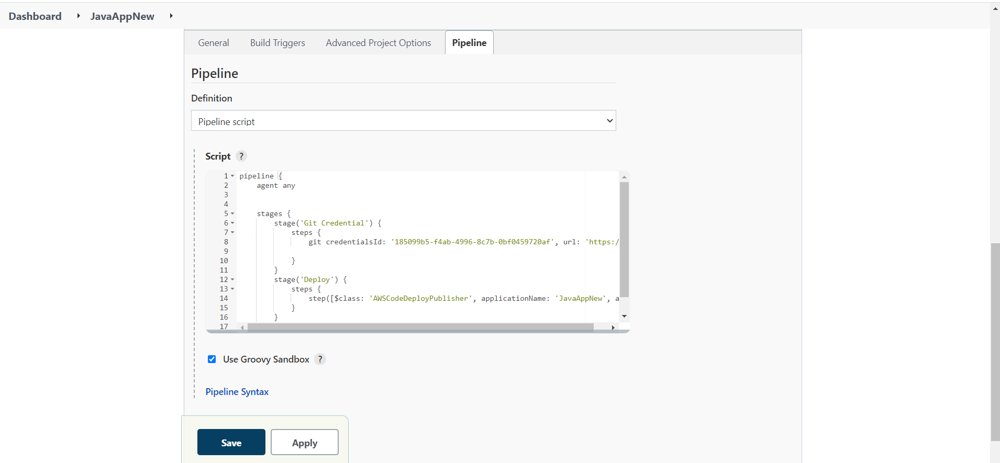 Dashboard JavaAppNew
General Build Triggers Advanced Project Options Pipeline
Pipeline
Definition
Pipeline script
Script ?
1 pipeline {
2 agent any
3
4
5 stages {
6 stage('Git Credential') {
7 steps {
8 git credentialsId: '185099b5-f4ab-4996-8c7b-0bf0459720af', url: 'https:/
9
10 }
11 }
12 stage('Deploy') {
13 steps {
14 step([$class: 'AWSCodeDeployPublisher', applicationName: 'JavaAppNew', a
15 }
16 }
17
Use Groovy Sandbox ?
Pipeline Syntax
Save Apply